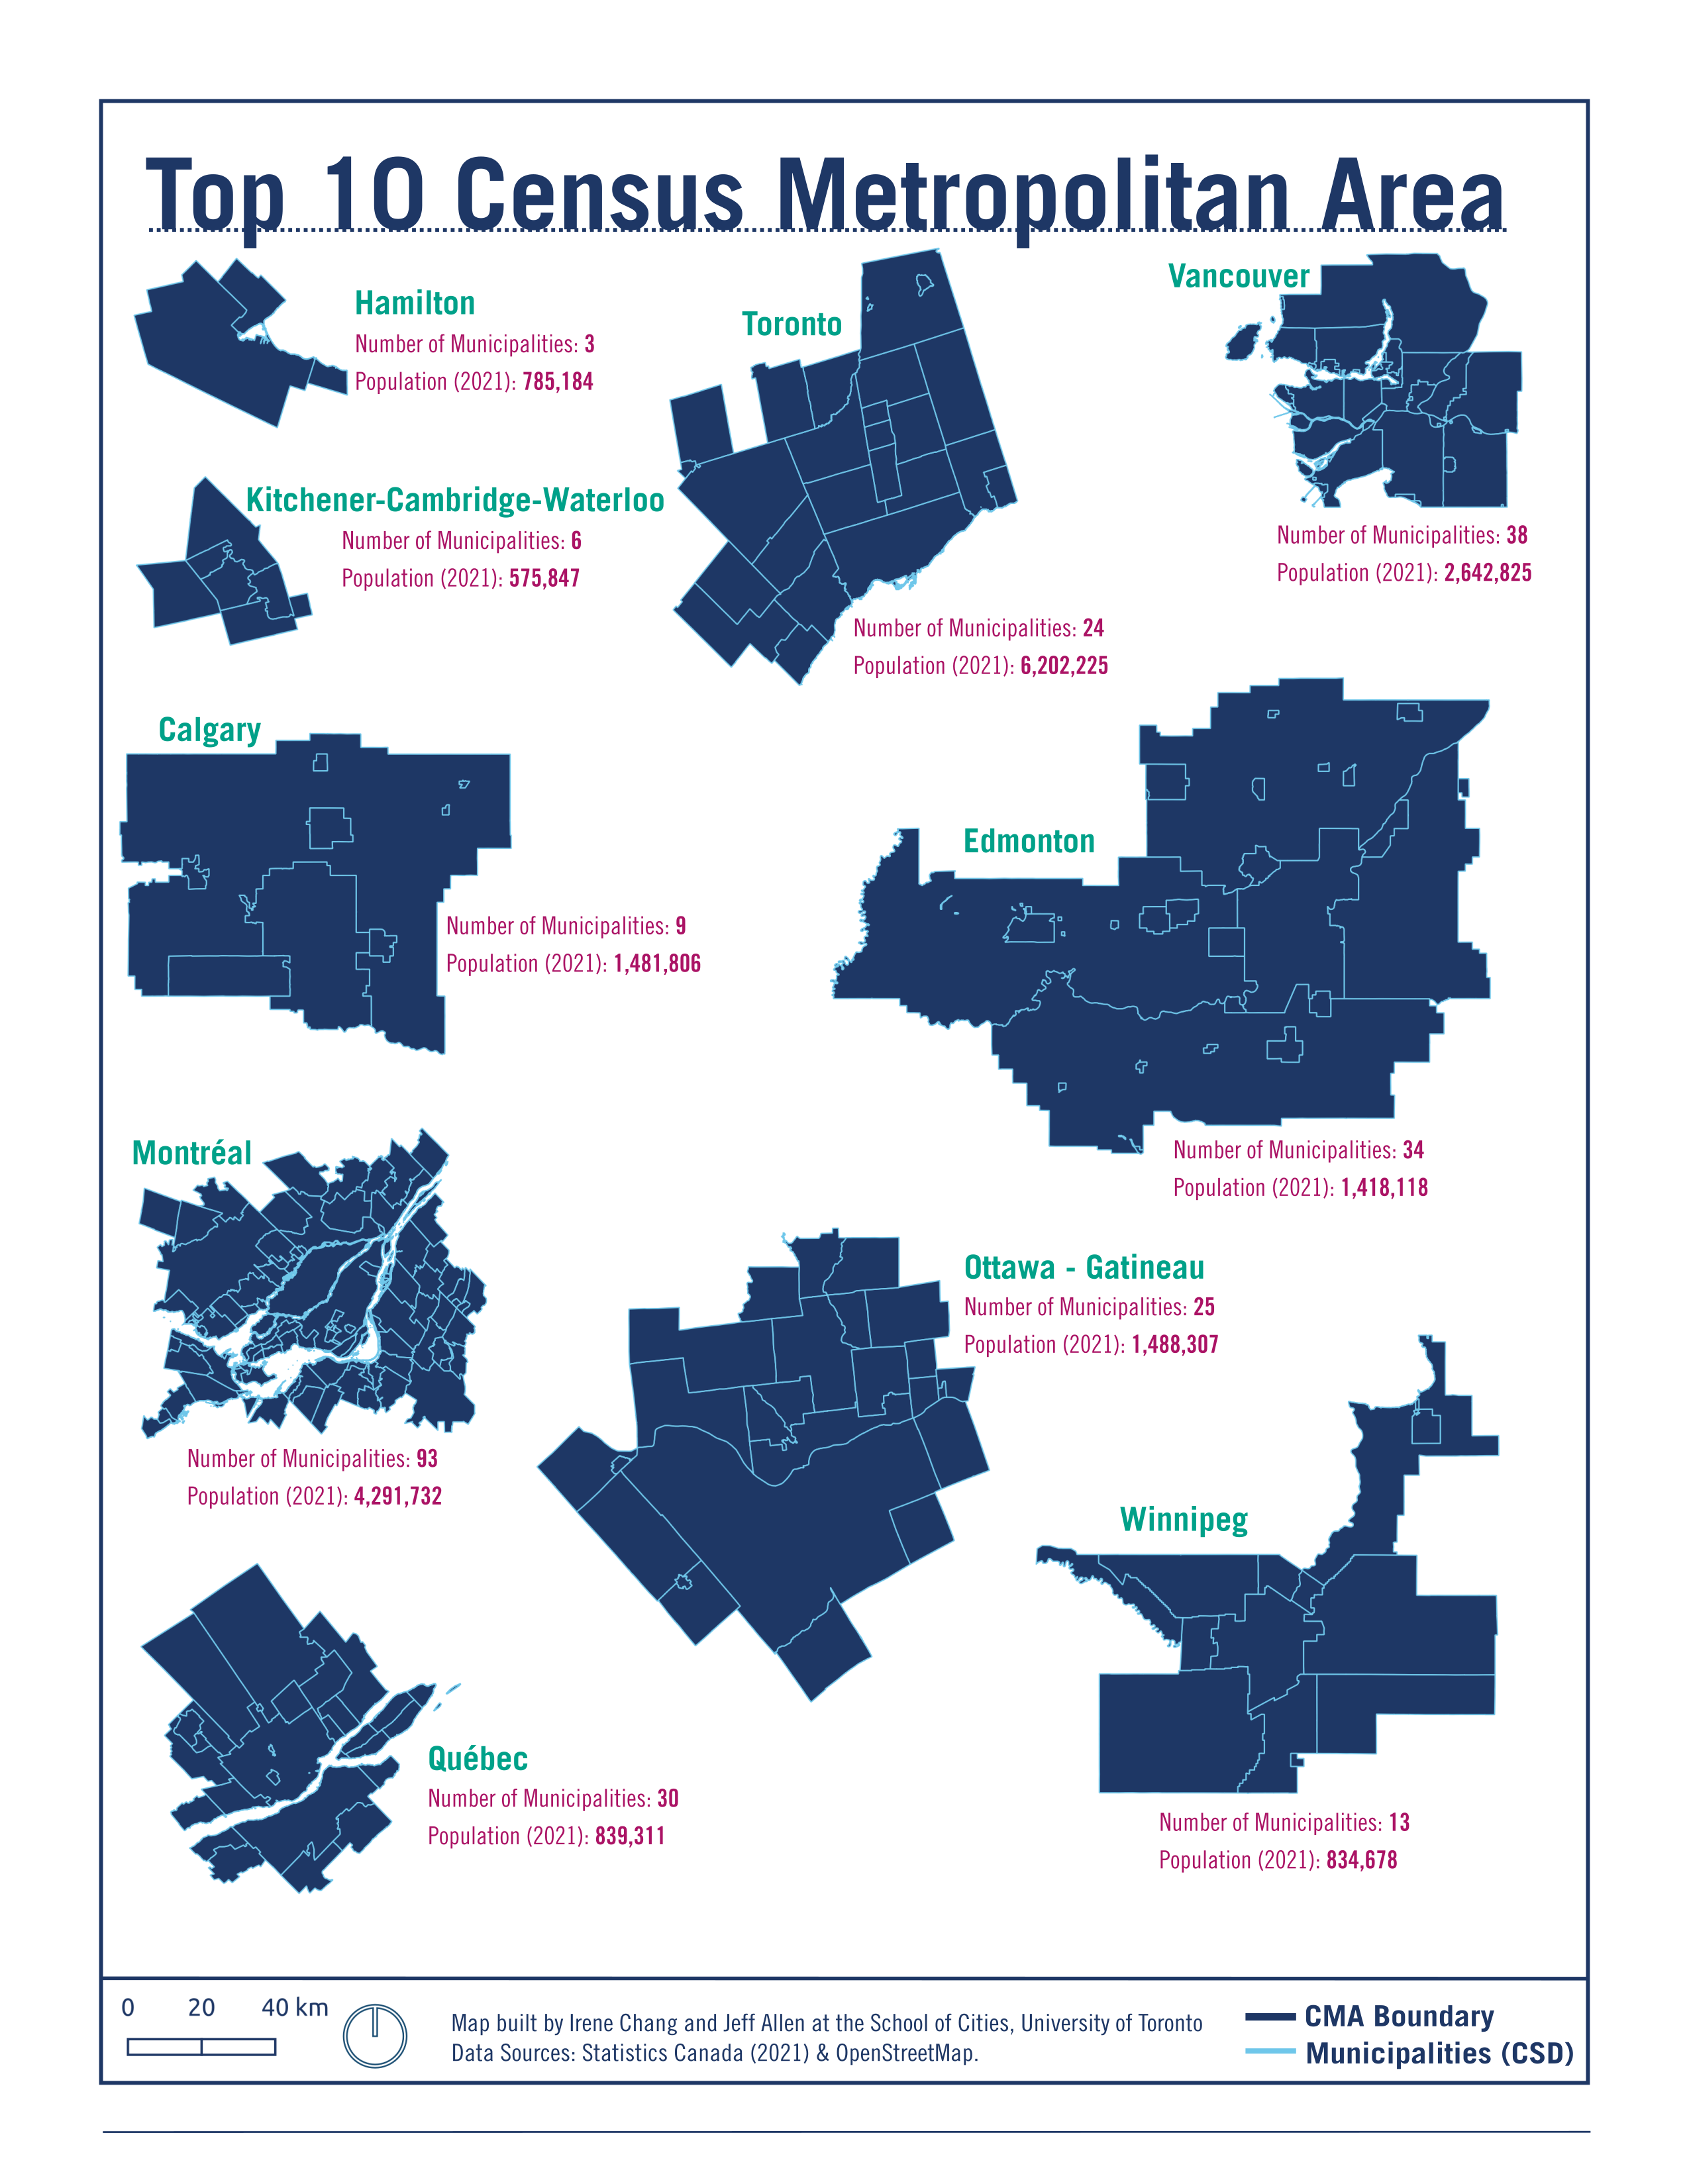 Top 10 Census Metropolitan Area
Hamilton
Number of Municipalities: 3
Population (2021): 785,184
Toronto
Number of Municipalities: 24
Population (2021): 6,202,225
Vancouver
Number of Municipalities: 38
Population (2021): 2,642,825
Kitchener-Cambridge-Waterloo
Number of Municipalities: 6
Population (2021): 575,847
Calgary
Number of Municipalities: 9
Population (2021): 1,481,806
Edmonton
Number of Municipalities: 34
Population (2021): 1,418,118
Montréal
Number of Municipalities: 93
Population (2021): 4,291,732
Ottawa - Gatineau
Number of Municipalities: 25
Population (2021): 1,488,307
Winnipeg
Number of Municipalities: 13
Population (2021): 834,678
Québec
Number of Municipalities: 30
Population (2021): 839,311
0 20 40 km
Map built by Irene Chang and Jeff Allen at the School of Cities, University of Toronto
Data Sources: Statistics Canada (2021) & OpenStreetMap.
CMA Boundary
Municipalities (CSD)